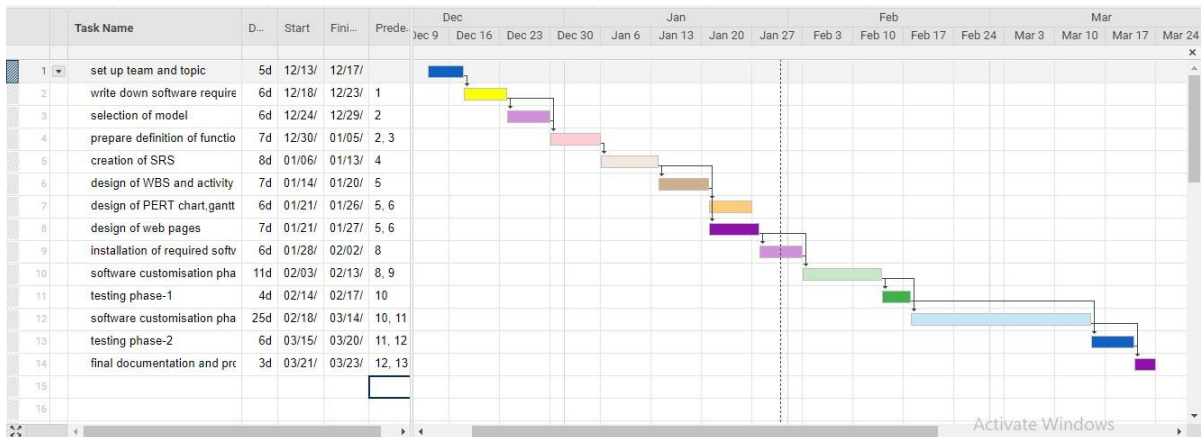 Dec Jan Feb Mar
Task Name D... Start Fini... Prede... Dec 9 Dec 16 Dec 23 Dec 30 Jan 6 Jan 13 Jan 20 Jan 27 Feb 3 Feb 10 Feb 17 Feb 24 Mar 3 Mar 10 Mar 17 Mar 24
1 set up team and topic 5d 12/13/ 12/17/
2 write down software require 6d 12/18/ 12/23/ 1
3 selection of model 6d 12/24/ 12/29/ 2
4 prepare definition of functio 7d 12/30/ 01/05/ 2, 3
5 creation of SRS 8d 01/06/ 01/13/ 4
6 design of WBS and activity 7d 01/14/ 01/20/ 5
7 design of PERT chart,gantt 6d 01/21/ 01/26/ 5, 6
8 design of web pages 7d 01/21/ 01/27/ 5, 6
9 installation of required softv 6d 01/28/ 02/02/ 8
10 software customisation pha 11d 02/03/ 02/13/ 8, 9
11 testing phase-1 4d 02/14/ 02/17/ 10
12 software customisation pha 25d 02/18/ 03/14/ 10, 11
13 testing phase-2 6d 03/15/ 03/20/ 11, 12
14 final documentation and prc 3d 03/21/ 03/23/ 12, 13
15
16
Activate Windows